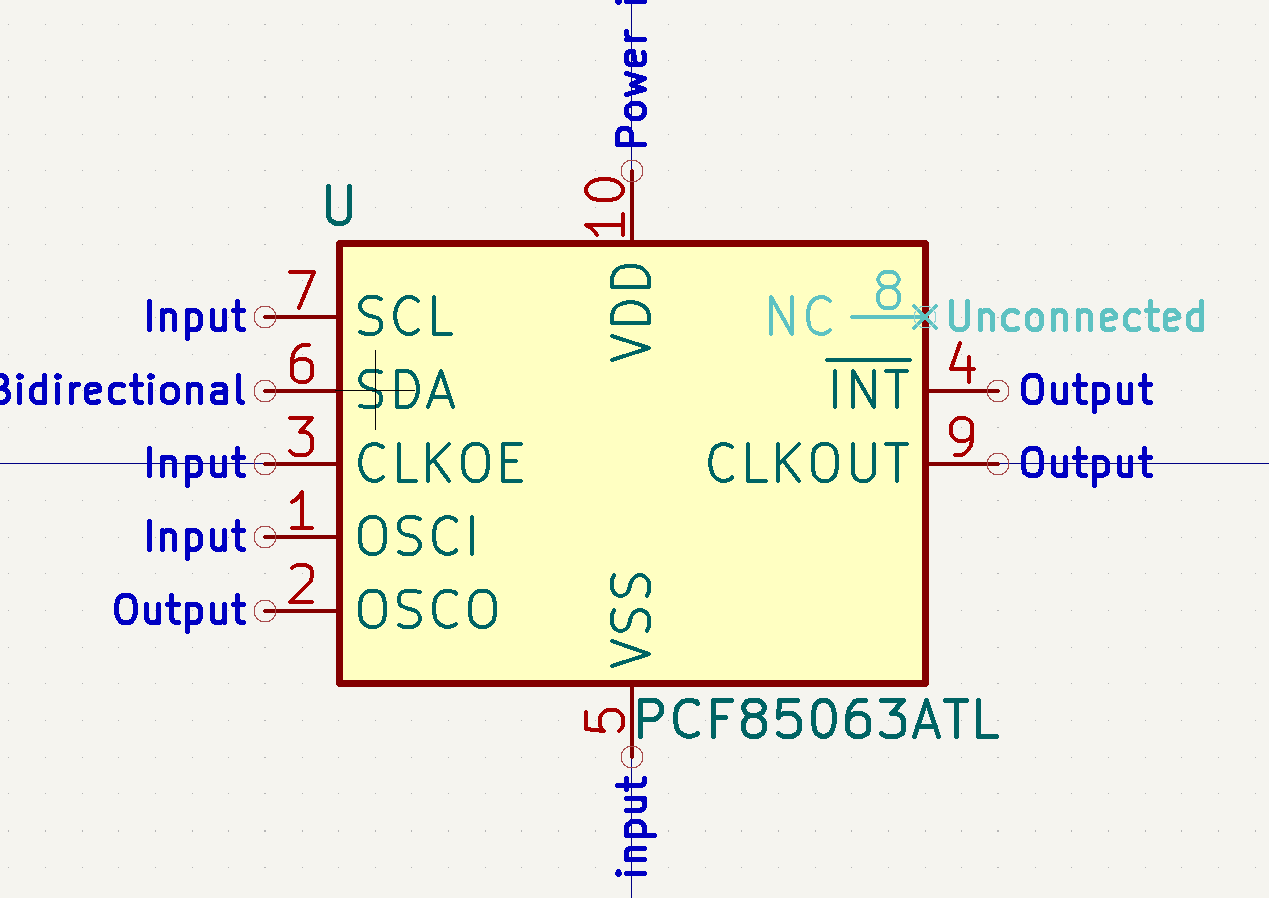 Power i
10
U
VDD
7
Input
SCL
NC
8
Unconnected
6
Bidirectional
SDA
INT
4
Output
3
Input
CLKOE
CLKOUT
9
Output
1
Input
OSCI
2
Output
OSCO
VSS
5
PCF85063ATL
input